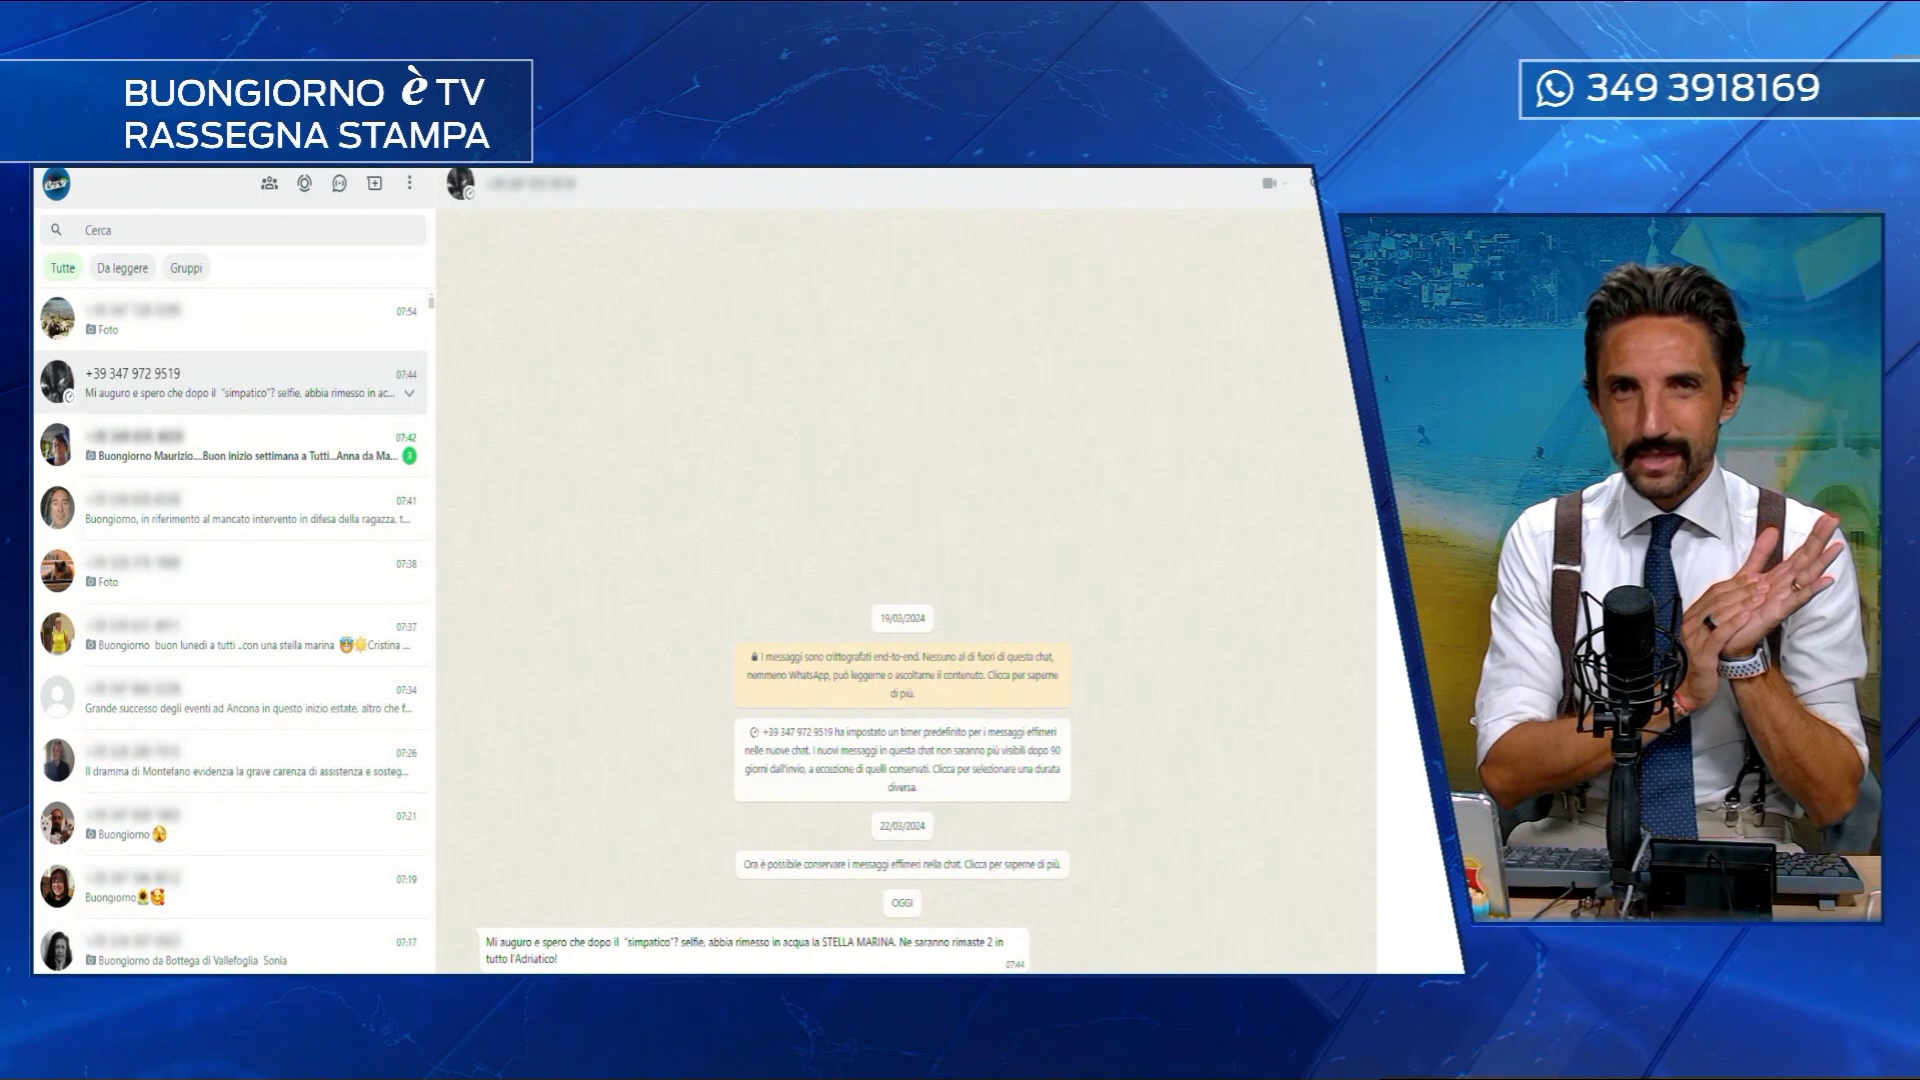 BUONGIORNO è TV
RASSEGNA STAMPA
349 3918169
Cerca
Tutte
Da leggere
Gruppi
07:54
Foto
+39 347 972 9519
07:44
Mi auguro e spero che dopo il "simpatico"? selfie, abbia rimesso in ac...
07:42
Buongiorno Maurizio....Buon inizio settimana a Tutti...Anna da Ma...
3
07:41
Buongiorno, in riferimento al mancato intervento in difesa della ragazza, t...
07:38
Foto
07:37
Buongiorno buon lunedi a tutti ..con una stella marina 🤠☀️Cristina ...
07:34
Grande successo degli eventi ad Ancona in questo inizio estate, altro che f...
07:26
Il dramma di Montefano evidenzia la grave carenza di assistenza e sosteg...
07:21
Buongiorno 🫣
07:19
Buongiorno🌻🥰
07:17
Buongiorno da Bottega di Vallefoglia Sonia
19/03/2024
I messaggi sono crittografati end-to-end. Nessuno al di fuori di questa chat,
nemmeno WhatsApp, può leggerne o ascoltarne il contenuto. Clicca per saperne
di più.
+39 347 972 9519 ha impostato un timer predefinito per i messaggi effimeri
nelle nuove chat. I nuovi messaggi in questa chat non saranno più visibili dopo 90
giorni dall'invio, a eccezione di quelli conservati. Clicca per selezionare una durata
diversa.
22/03/2024
Ora è possibile conservare i messaggi effimeri nella chat. Clicca per saperne di più.
OGGI
Mi auguro e spero che dopo il "simpatico"? selfie, abbia rimesso in acqua la STELLA MARINA. Ne saranno rimaste 2 in
tutto l'Adriatico!
07:44